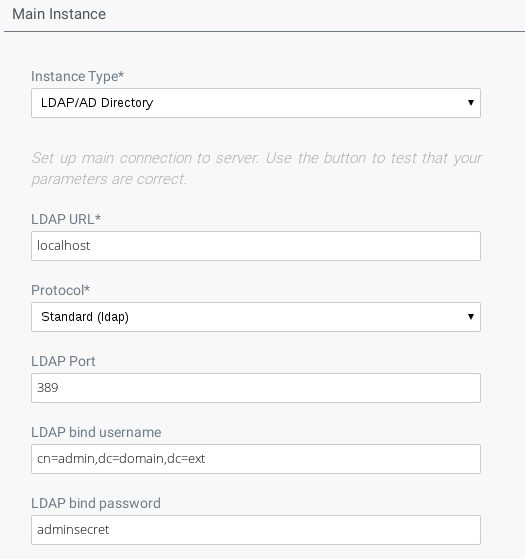 Main Instance
Instance Type*
LDAP/AD Directory
Set up main connection to server. Use the button to test that your
parameters are correct.
LDAP URL*
localhost
Protocol*
Standard (ldap)
LDAP Port
389
LDAP bind username
cn=admin,dc=domain,dc=ext
LDAP bind password
adminsecret